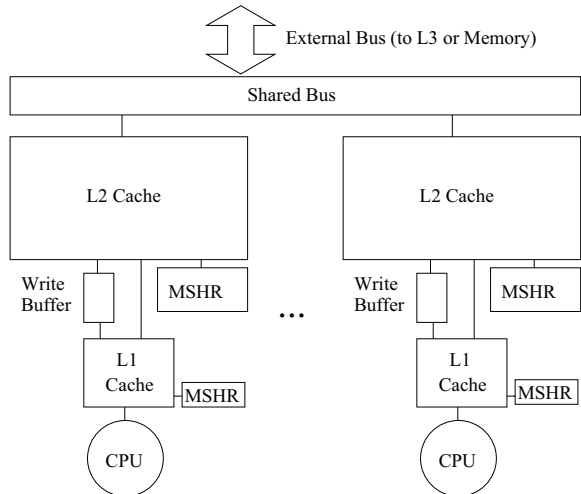 External Bus (to L3 or Memory)
Shared Bus
L2 Cache
L2 Cache
Write
Buffer
MSHR
...
Write
Buffer
MSHR
L1
Cache
MSHR
L1
Cache
MSHR
CPU
CPU